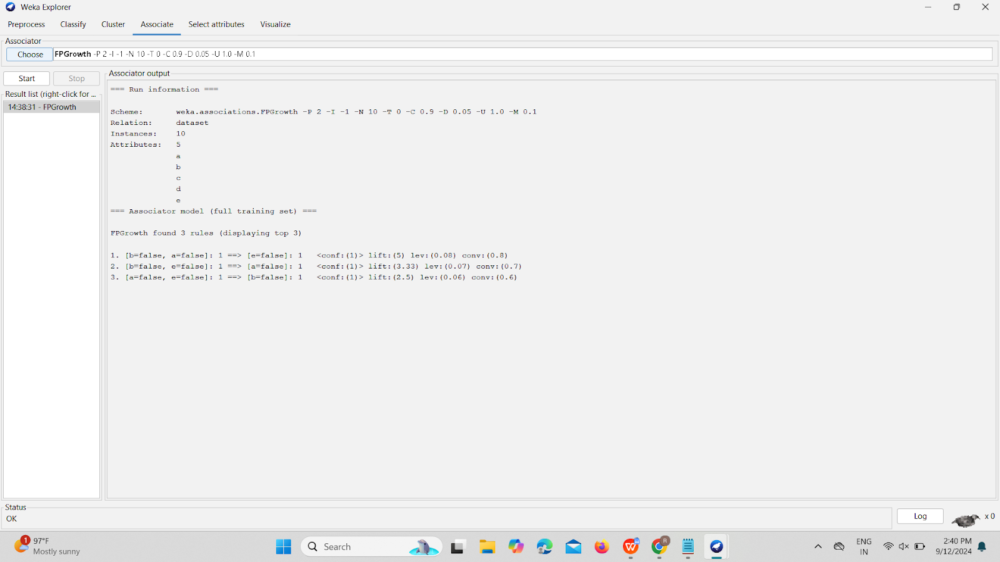 Weka Explorer
Preprocess Classify Cluster Associate Select attributes Visualize
Associator
Choose FPGrowth -P 2 -I -1 -N 10 -T 0 -C 0.9 -D 0.05 -U 1.0 -M 0.1
Start Stop
Result list (right-click for ...
14:38:31 - FPGrowth
Associator output
=== Run information ===
Scheme: weka.associations.FPGrowth -P 2 -I -1 -N 10 -T 0 -C 0.9 -D 0.05 -U 1.0 -M 0.1
Relation: dataset
Instances: 10
Attributes: 5
a
b
c
d
e
=== Associator model (full training set) ===
FPGrowth found 3 rules (displaying top 3)
1. [b=false, a=false]: 1 ==> [e=false]: 1 <conf:(1)> lift:(5) lev:(0.08) conv:(0.8)
2. [b=false, e=false]: 1 ==> [a=false]: 1 <conf:(1)> lift:(3.33) lev:(0.07) conv:(0.7)
3. [a=false, e=false]: 1 ==> [b=false]: 1 <conf:(1)> lift:(2.5) lev:(0.06) conv:(0.6)
Status
OK
Log
x 0
1
97°F
Mostly sunny
Search
R
ENG
IN
2:40 PM
9/12/2024